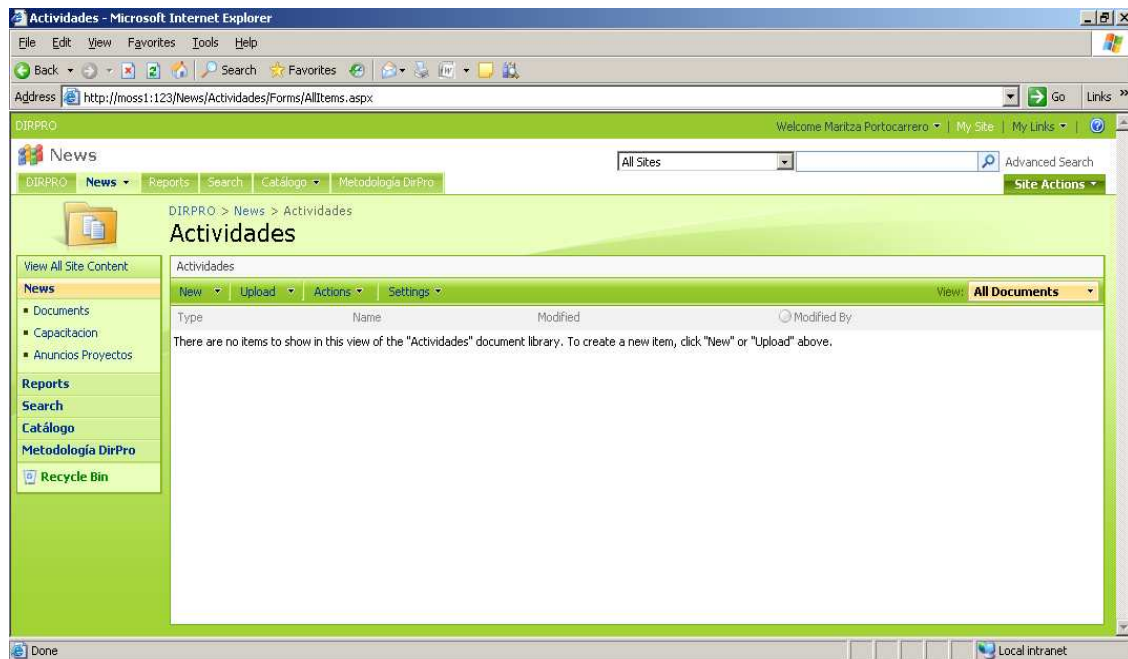 Actividades - Microsoft Internet Explorer
File Edit View Favorites Tools Help
Back Search Favorites
Address http://moss1:123/News/Actividades/Forms/AllItems.aspx Go Links »
DIRPRO Welcome Maritza Portocarrero | My Site | My Links |
News All Sites Advanced Search
DIRPRO News Reports Search Catálogo Metodología DirPro Site Actions
DIRPRO > News > Actividades
Actividades
View All Site Content
News
Documents
Capacitacion
Anuncios Proyectos
Reports
Search
Catálogo
Metodología DirPro
Recycle Bin
Actividades
New Upload Actions Settings View: All Documents
Type Name Modified Modified By
There are no items to show in this view of the "Actividades" document library. To create a new item, click "New" or "Upload" above.
Done Local intranet